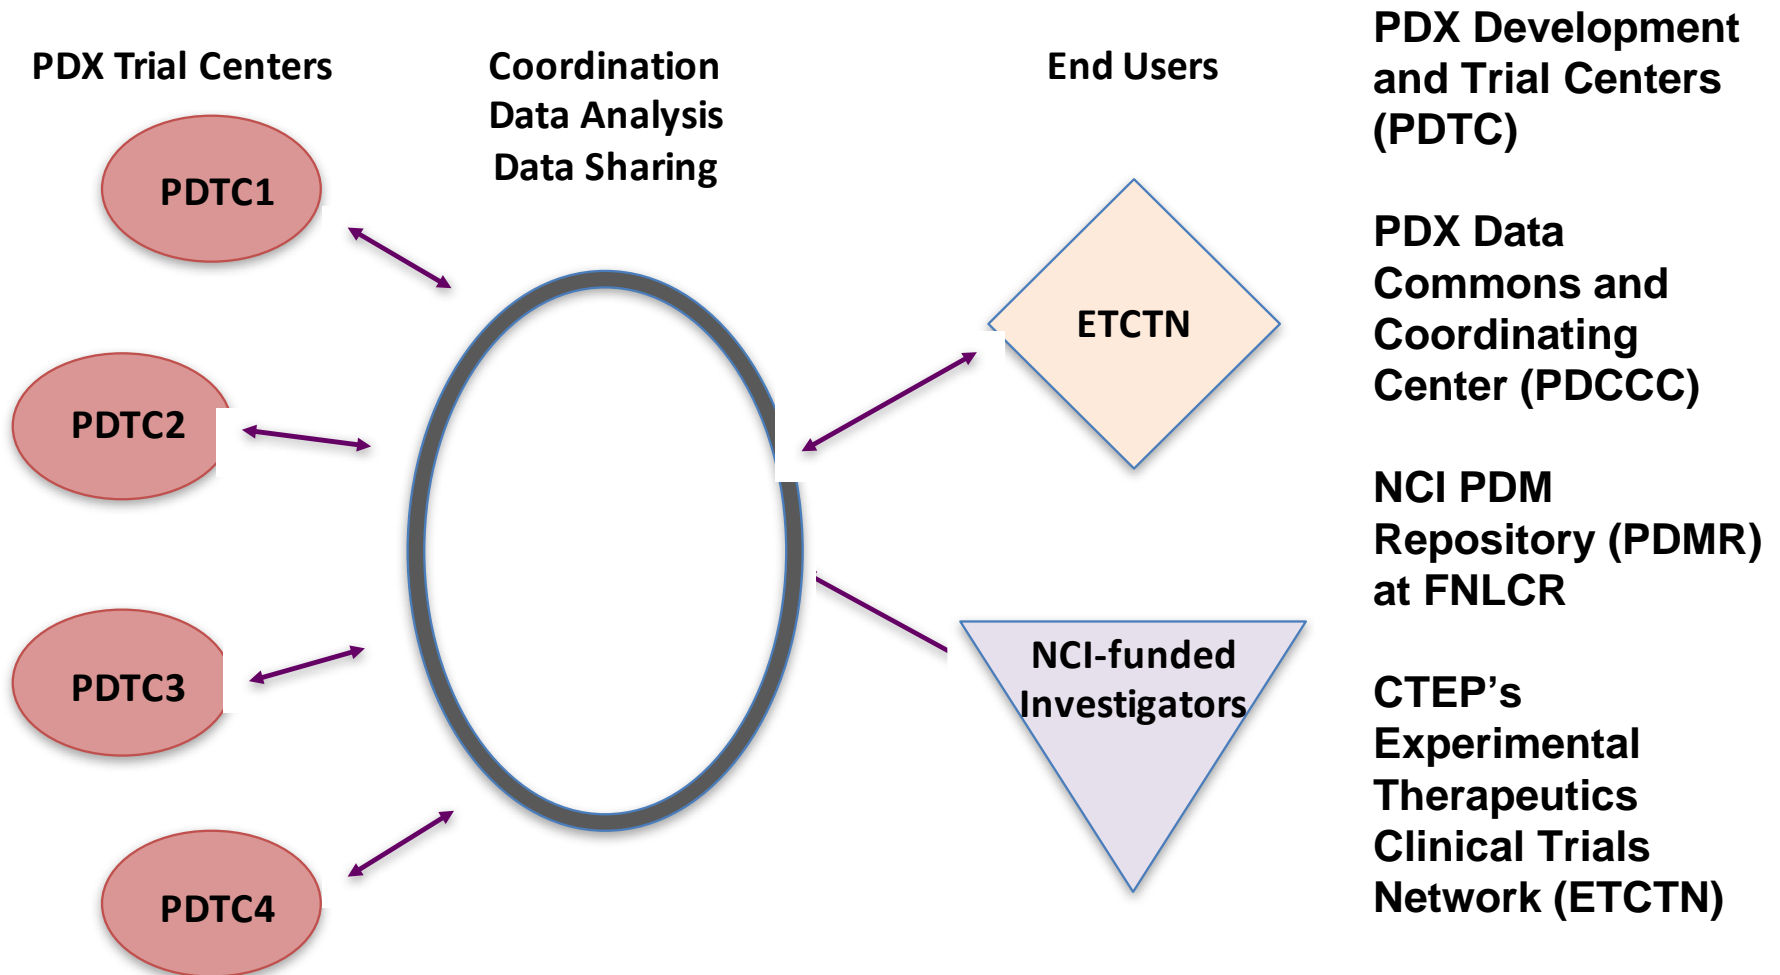 PDX Trial Centers
PDTC1
PDTC2
PDTC3
PDTC4
Coordination
Data Analysis
Data Sharing
End Users
ETCTN
NCI-funded
Investigators
PDX Development
and Trial Centers
(PDTC)
PDX Data
Commons and
Coordinating
Center (PDCCC)
NCI PDM
Repository (PDMR)
at FNLCR
CTEP’s
Experimental
Therapeutics
Clinical Trials
Network (ETCTN)